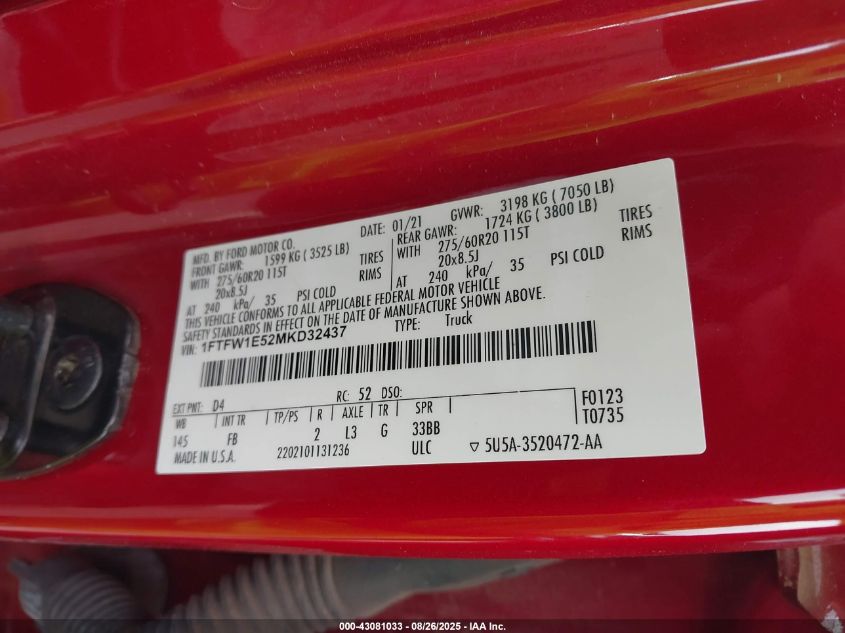 MFD. BY FORD MOTOR CO.
DATE: 01/21 GVWR: 3198 KG ( 7050 LB)
FRONT GAWR: 1599 KG ( 3525 LB) REAR GAWR: 1724 KG ( 3800 LB)
WITH 275/60R20 115T TIRES WITH 275/60R20 115T TIRES
20x8.5J RIMS 20x8.5J RIMS
AT 240 kPa/ 35 PSI COLD AT 240 kPa/ 35 PSI COLD
THIS VEHICLE CONFORMS TO ALL APPLICABLE FEDERAL MOTOR VEHICLE
SAFETY STANDARDS IN EFFECT ON THE DATE OF MANUFACTURE SHOWN ABOVE.
VIN: 1FTFW1E52MKD32437 TYPE: Truck
EXT PNT: D4 RC: 52 DSO: F0123
WB INT TR TP/PS R AXLE TR SPR T0735
145 FB 2 L3 G 33BB
MADE IN U.S.A. 2202101131236 ULC ▽ 5U5A-3520472-AA
000-43081033 - 08/26/2025 - IAA Inc.